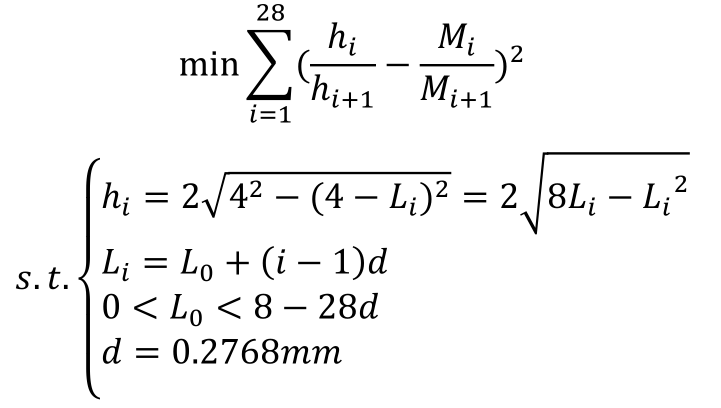 min ∑_{i=1}^{28} (h_i/h_{i+1} − M_i/M_{i+1})^2
s.t. { h_i = 2√(4^2 − (4 − L_i)^2) = 2√(8L_i − L_i^2)
L_i = L_0 + (i − 1)d
0 < L_0 < 8 − 28d
d = 0.2768mm